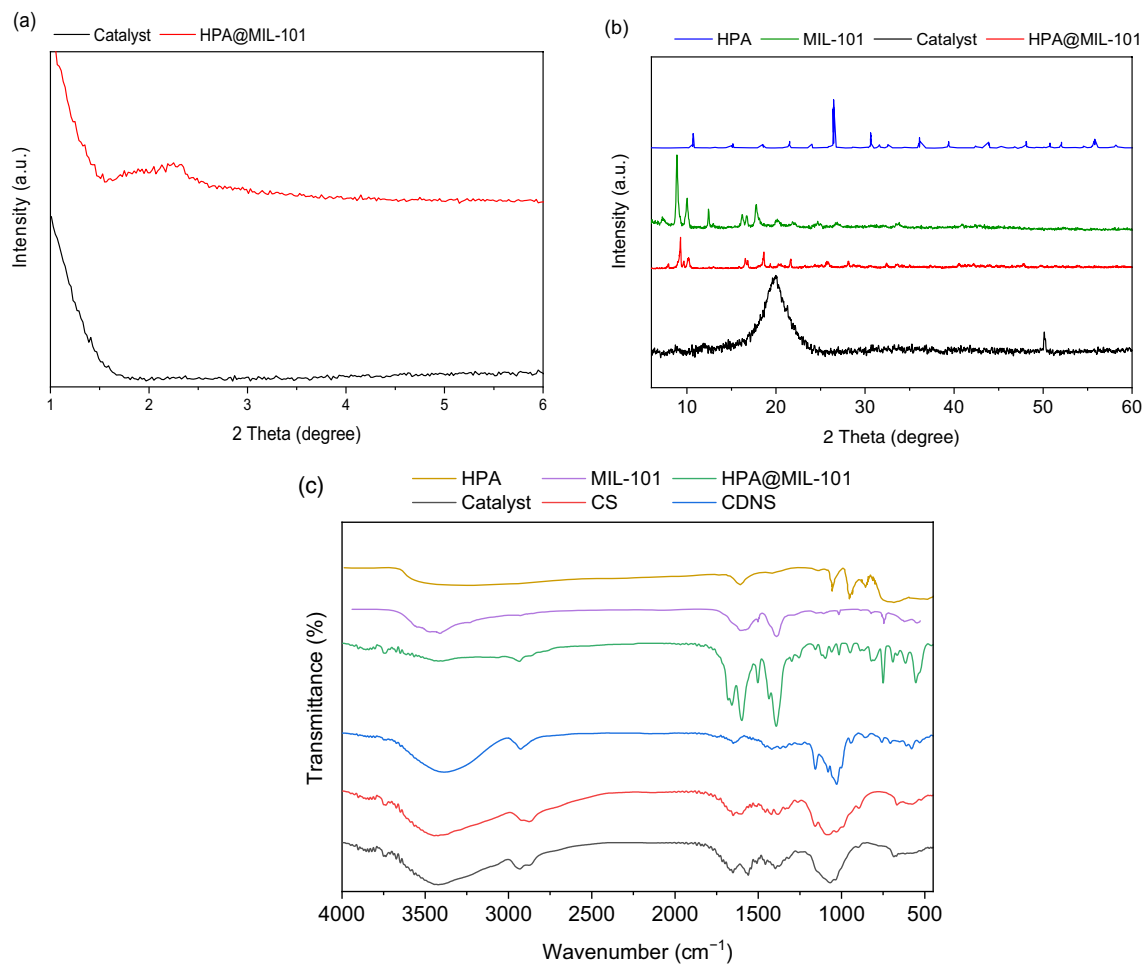 (a)
Catalyst HPA@MIL-101
Intensity (a.u.)
1 2 3 4 5 6
2 Theta (degree)
(b)
HPA MIL-101 Catalyst HPA@MIL-101
Intensity (a.u.)
10 20 30 40 50 60
2 Theta (degree)
(c)
HPA MIL-101 HPA@MIL-101
Catalyst CS CDNS
Transmittance (%)
4000 3500 3000 2500 2000 1500 1000 500
Wavenumber (cm⁻¹)